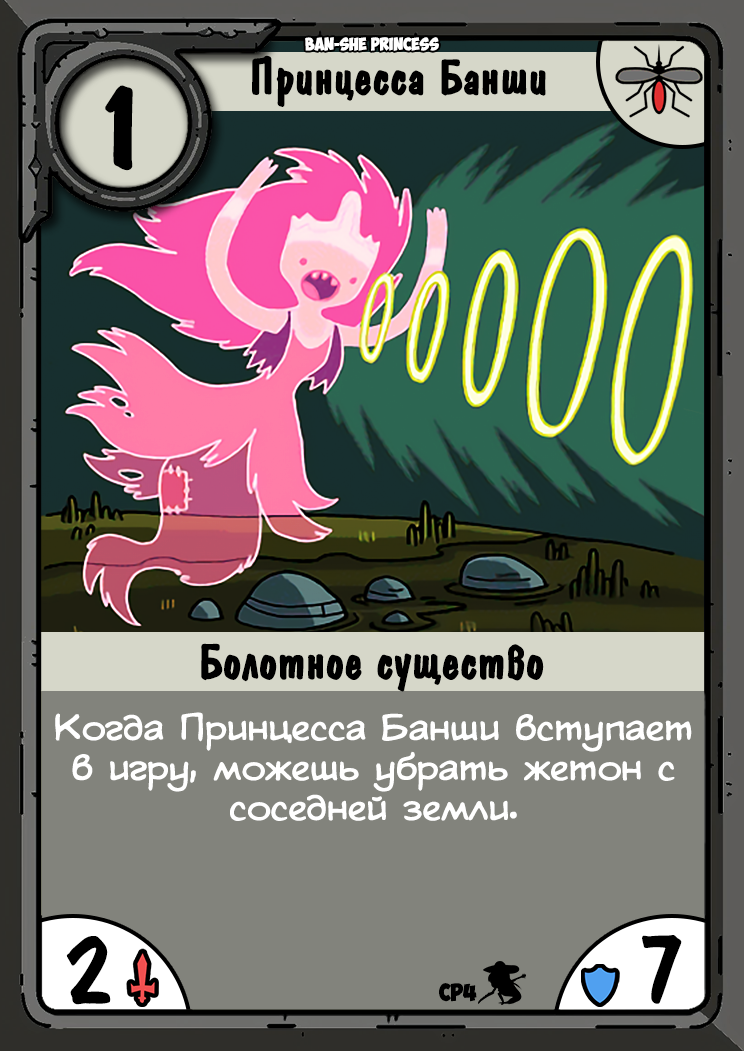 BAN-SHE PRINCESS
Принцесса Банши
1
Болотное существо
Когда Принцесса Банши вступает
в игру, можешь убрать жетон с
соседней земли.
2
CP4
7